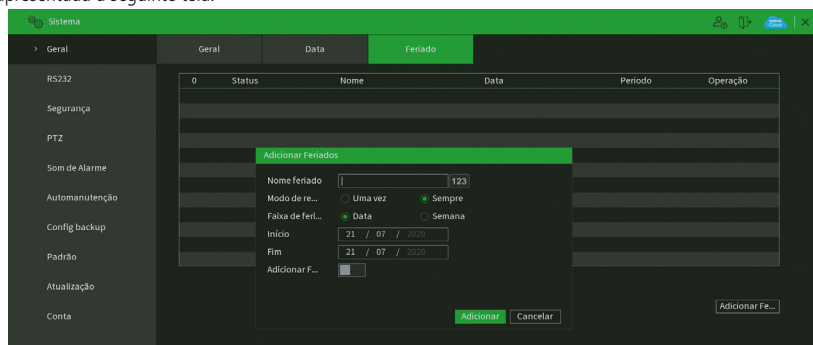 apresentada a seguinte tela:
Sistema
Cloud
Geral
RS232
Segurança
PTZ
Som de Alarme
Automanutenção
Config backup
Padrão
Atualização
Conta
Geral Data Feriado
0 Status Nome Data Período Operação
Adicionar Feriados
Nome feriado 123
Modo de re... Uma vez Sempre
Faixa de feri... Data Semana
Início 21 / 07 / 2020
Fim 21 / 07 / 2020
Adicionar F...
Adicionar Cancelar
Adicionar Fe...